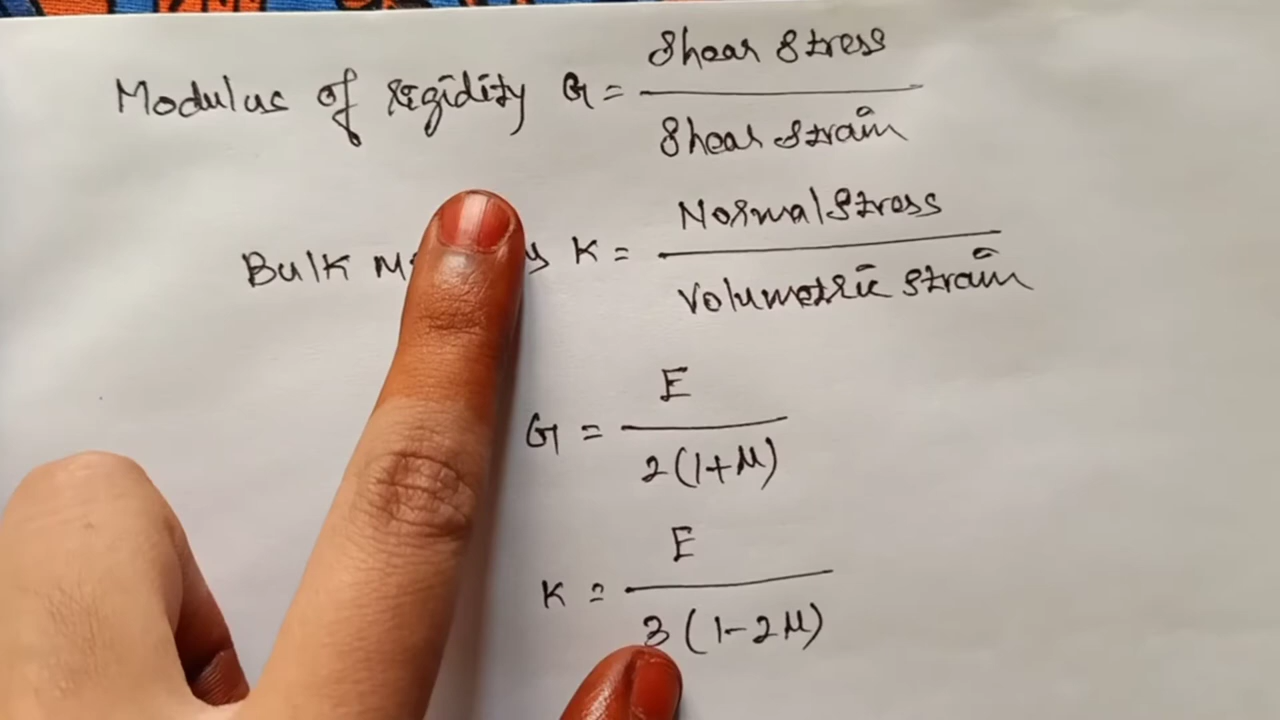 Modulus of rigidity G = Shear Stress / Shear Strain
Bulk K = Normal Stress / Volumetric Strain
G = E / 2(1+μ)
K = E / 3(1-2μ)